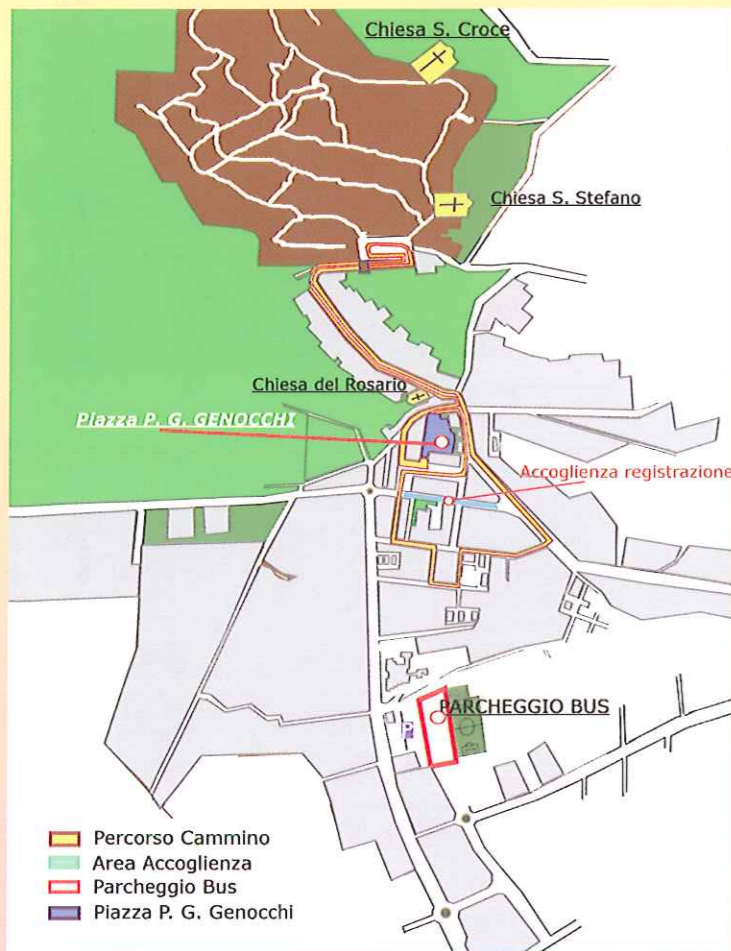 Chiesa S. Croce
Chiesa S. Stefano
Chiesa del Rosario
Piazza P. G. GENOCCHI
Accoglienza registrazione
PARCHEGGIO BUS
P
Percorso Cammino
Area Accoglienza
Parcheggio Bus
Piazza P. G. Genocchi